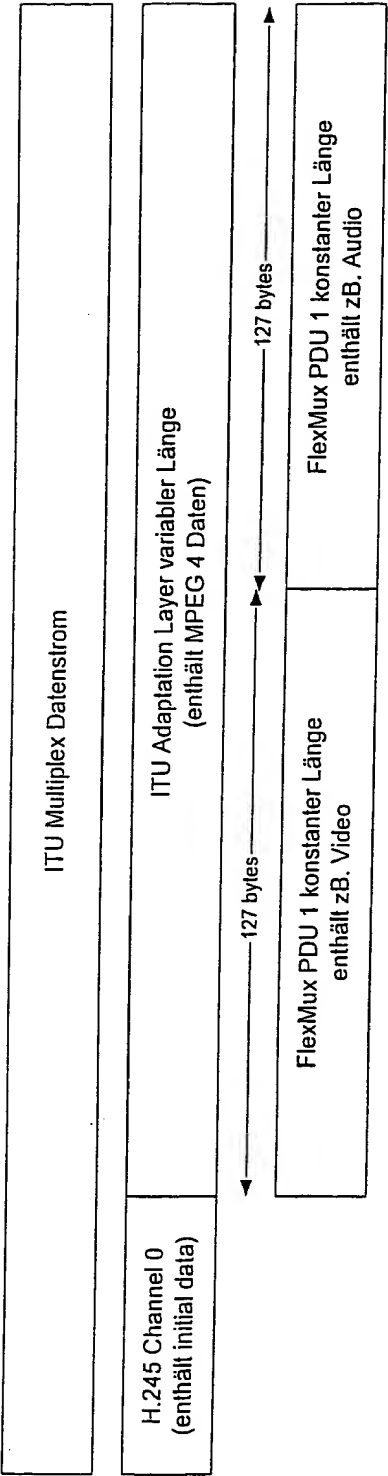 ITU Multiplex Datenstrom
H.245 Channel 0
(enthält initial data)
ITU Adaptation Layer variabler Länge
(enthält MPEG 4 Daten)
127 bytes
127 bytes
FlexMux PDU 1 konstanter Länge
enthält zB. Video
FlexMux PDU 1 konstanter Länge
enthält zB. Audio